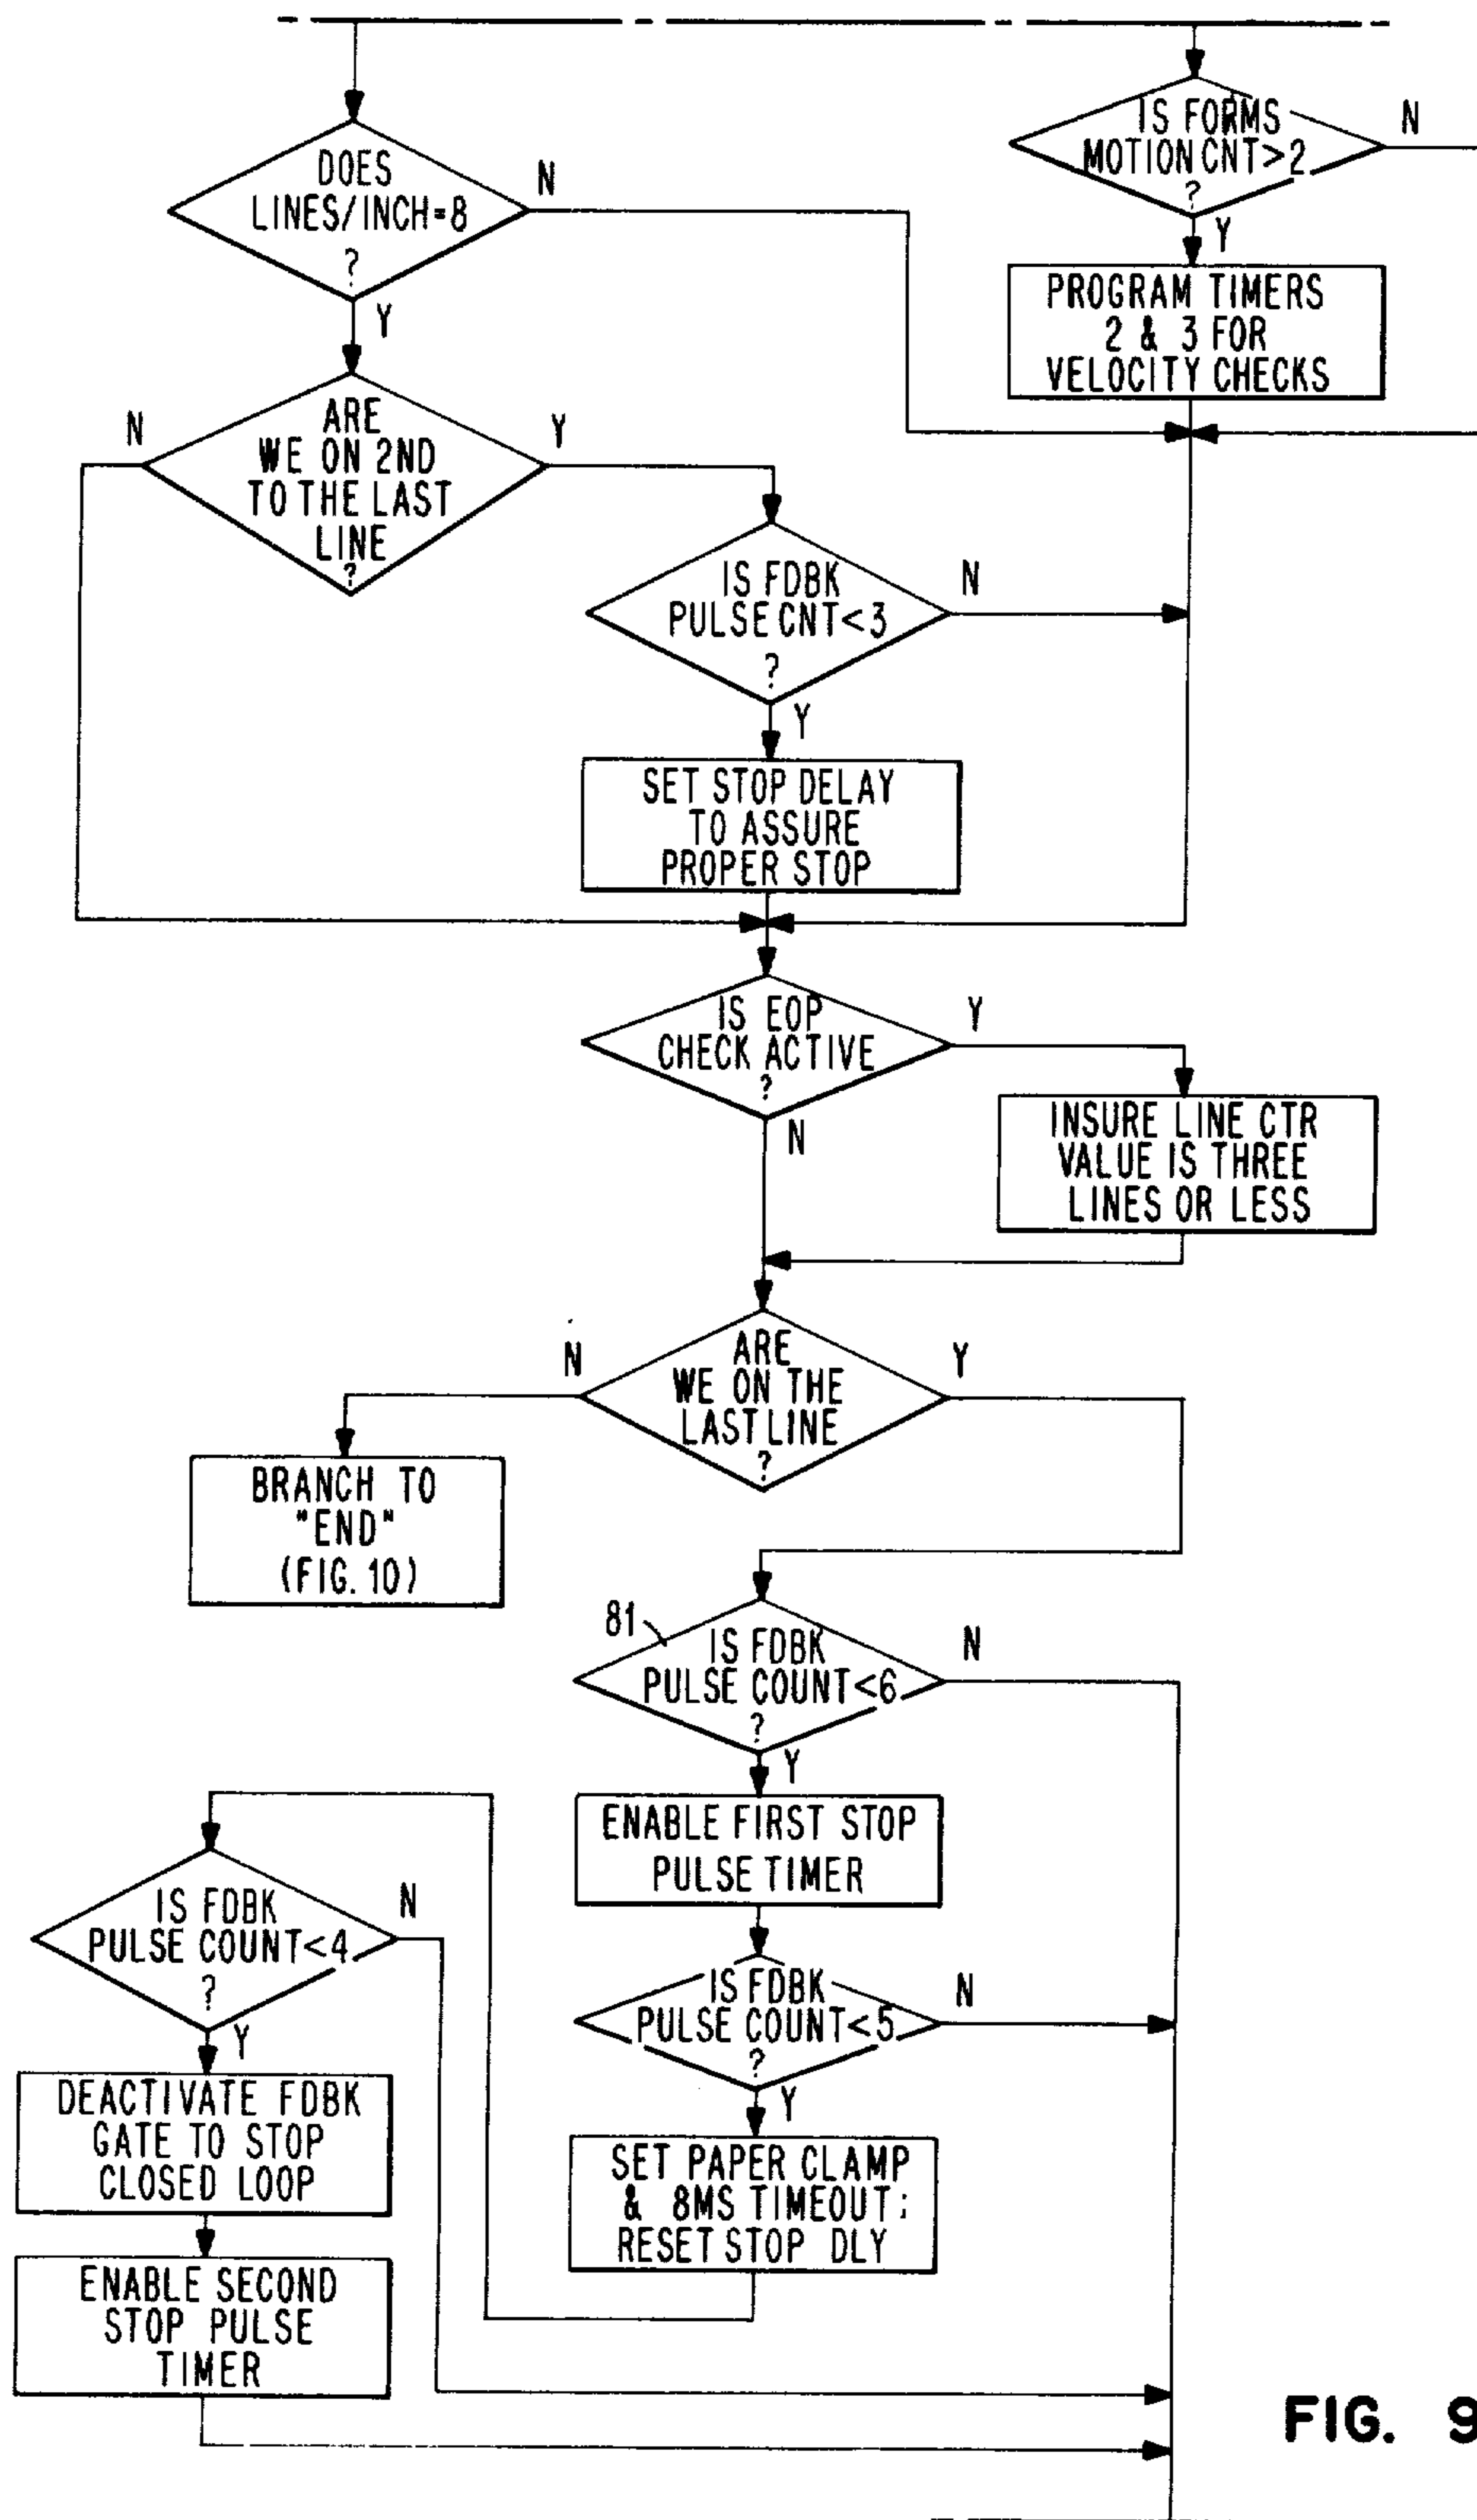 DOES
LINES/INCH=8
?
N
Y
IS FORMS
MOTION CNT>2
?
N
Y
PROGRAM TIMERS
2 & 3 FOR
VELOCITY CHECKS
ARE
WE ON 2ND
TO THE LAST
LINE
?
N
Y
IS FDBK
PULSE CNT<3
?
N
Y
SET STOP DELAY
TO ASSURE
PROPER STOP
IS EOP
CHECK ACTIVE
?
Y
N
INSURE LINE CTR
VALUE IS THREE
LINES OR LESS
ARE
WE ON THE
LAST LINE
?
N
Y
BRANCH TO
"END"
(FIG. 10)
81
IS FDBK
PULSE COUNT<6
?
N
Y
ENABLE FIRST STOP
PULSE TIMER
IS FDBK
PULSE COUNT<5
?
N
Y
SET PAPER CLAMP
& 8MS TIMEOUT;
RESET STOP DLY
IS FDBK
PULSE COUNT<4
?
N
Y
DEACTIVATE FDBK
GATE TO STOP
CLOSED LOOP
ENABLE SECOND
STOP PULSE
TIMER
FIG. 9